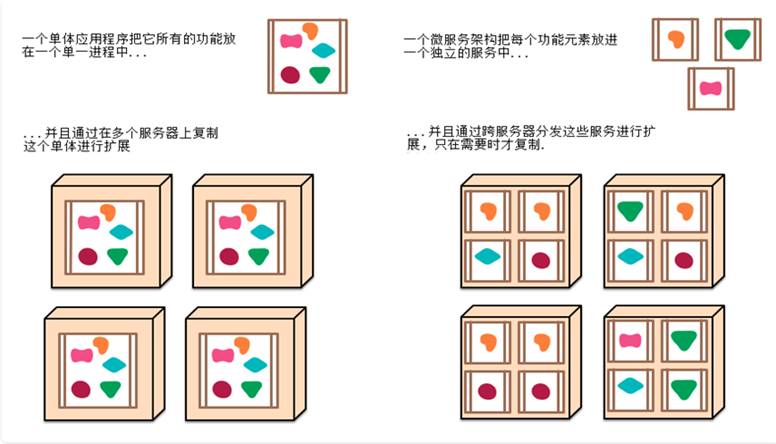 一个单体应用程序把它所有的功能放
在一个单一进程中...
...并且通过在多个服务器上复制
这个单体进行扩展
一个微服务架构把每个功能元素放进
一个独立的服务中...
...并且通过跨服务器分发这些服务进行扩
展，只在需要时才复制.